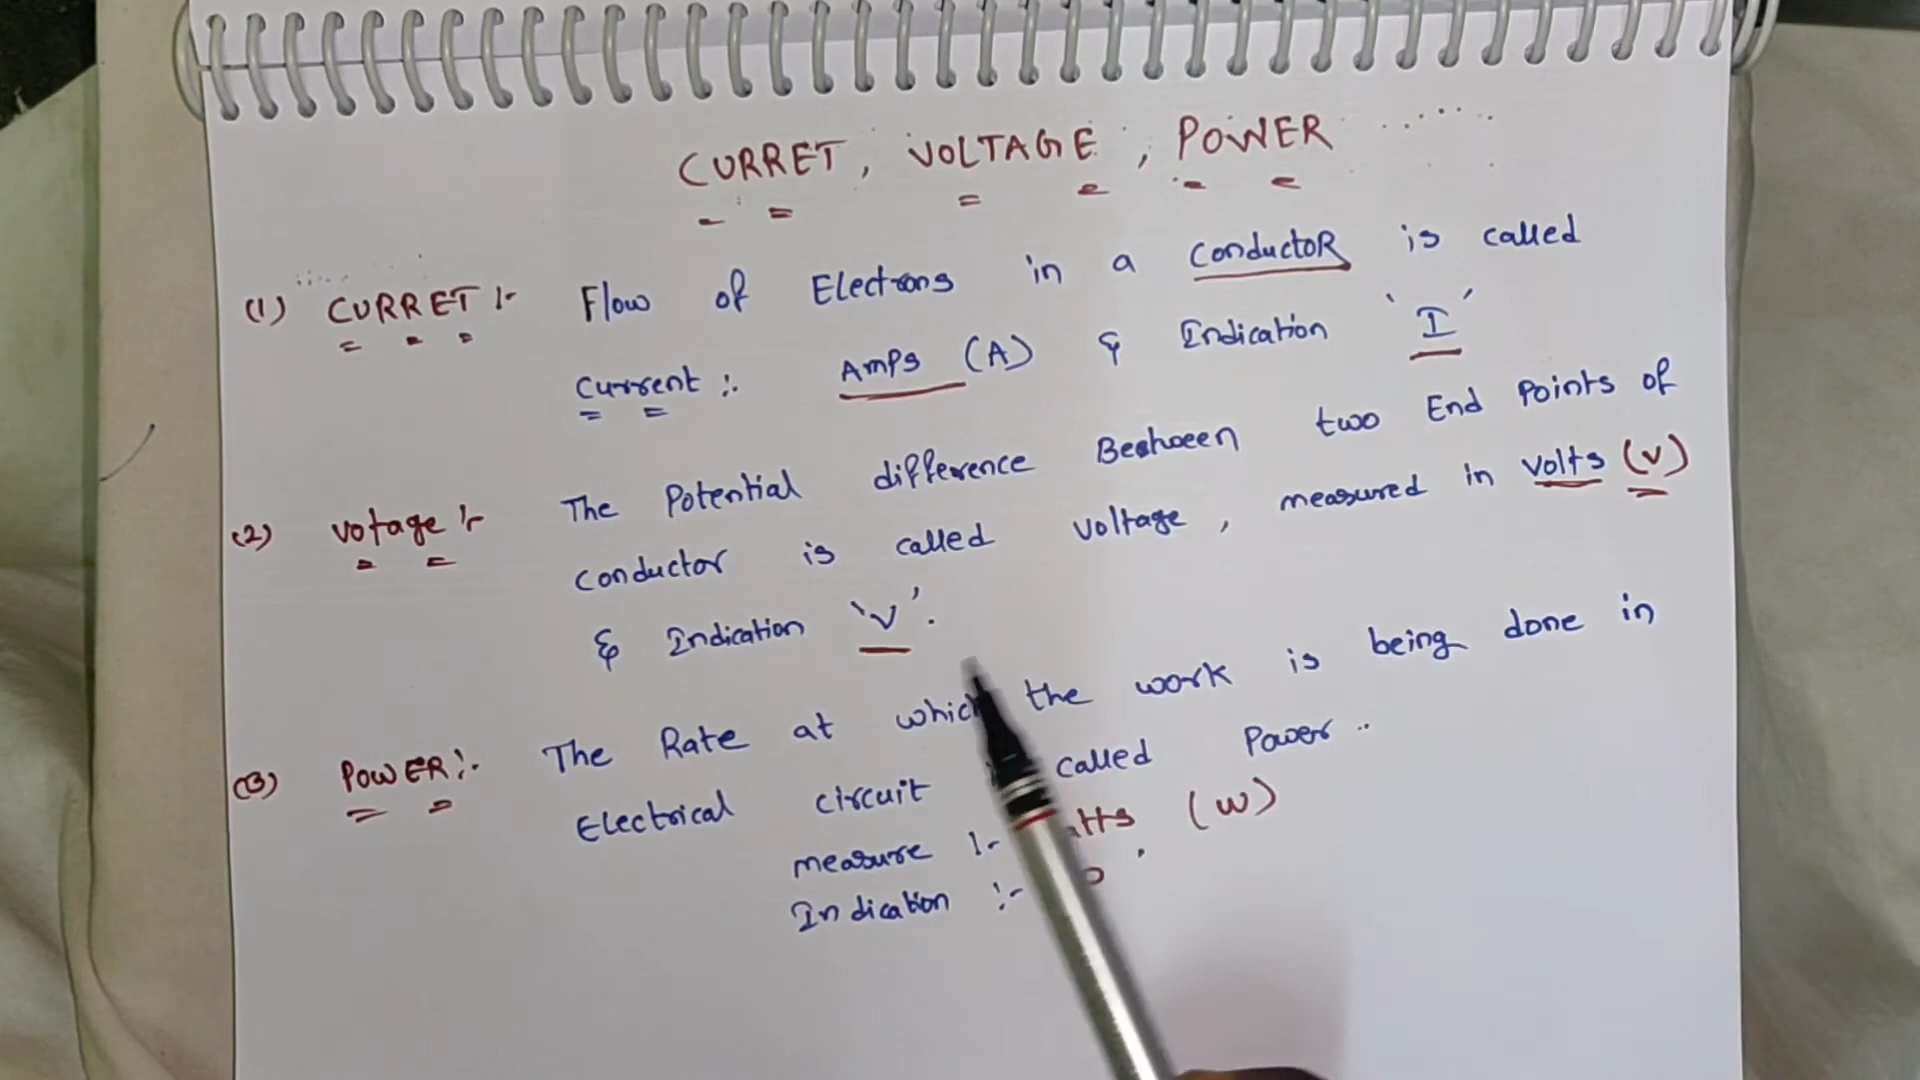 CURRET, VOLTAGE, POWER
(1) CURRET :- Flow of Electrons in a conductoR is called
current :. Amps (A) & Indication 'I'
(2) votage :- The Potential difference Between two End Points of
conductor is called voltage, measured in volts (V)
& Indication 'V'.
(3) POWER :- The Rate at which the work is being done in
Electrical circuit called Power ..
measure :- (W)
Indication :-